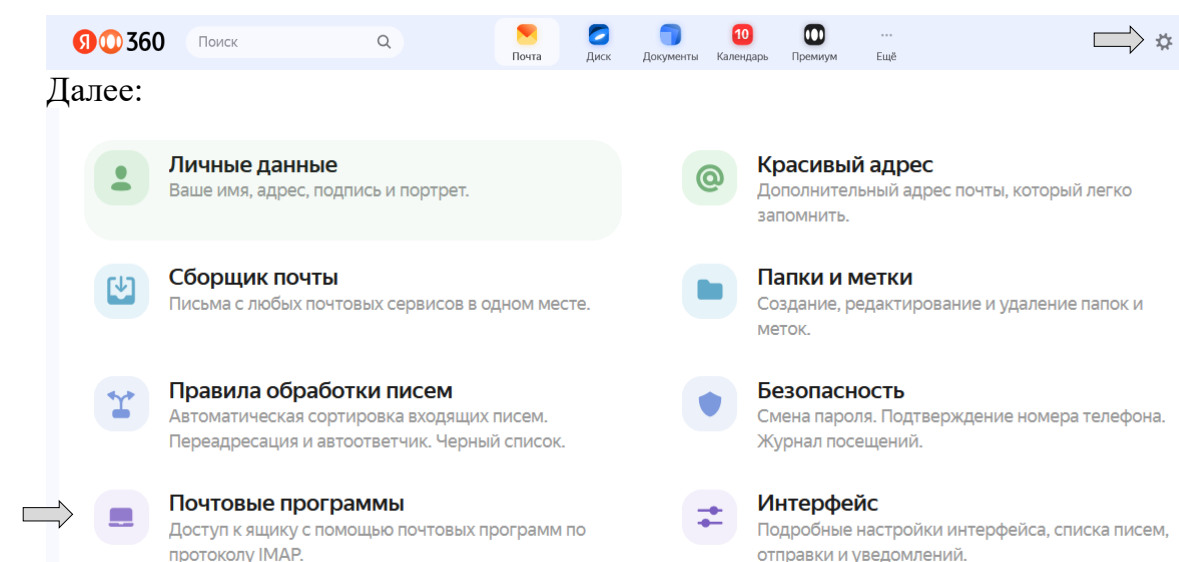 Я 360 Поиск
10
Почта Диск Документы Календарь Премиум Ещё
Далее:
Личные данные
Ваше имя, адрес, подпись и портрет.
Красивый адрес
Дополнительный адрес почты, который легко
запомнить.
Сборщик почты
Письма с любых почтовых сервисов в одном месте.
Папки и метки
Создание, редактирование и удаление папок и
меток.
Правила обработки писем
Автоматическая сортировка входящих писем.
Переадресация и автоответчик. Черный список.
Безопасность
Смена пароля. Подтверждение номера телефона.
Журнал посещений.
Почтовые программы
Доступ к ящику с помощью почтовых программ по
протоколу IMAP.
Интерфейс
Подробные настройки интерфейса, списка писем,
отправки и уведомлений.